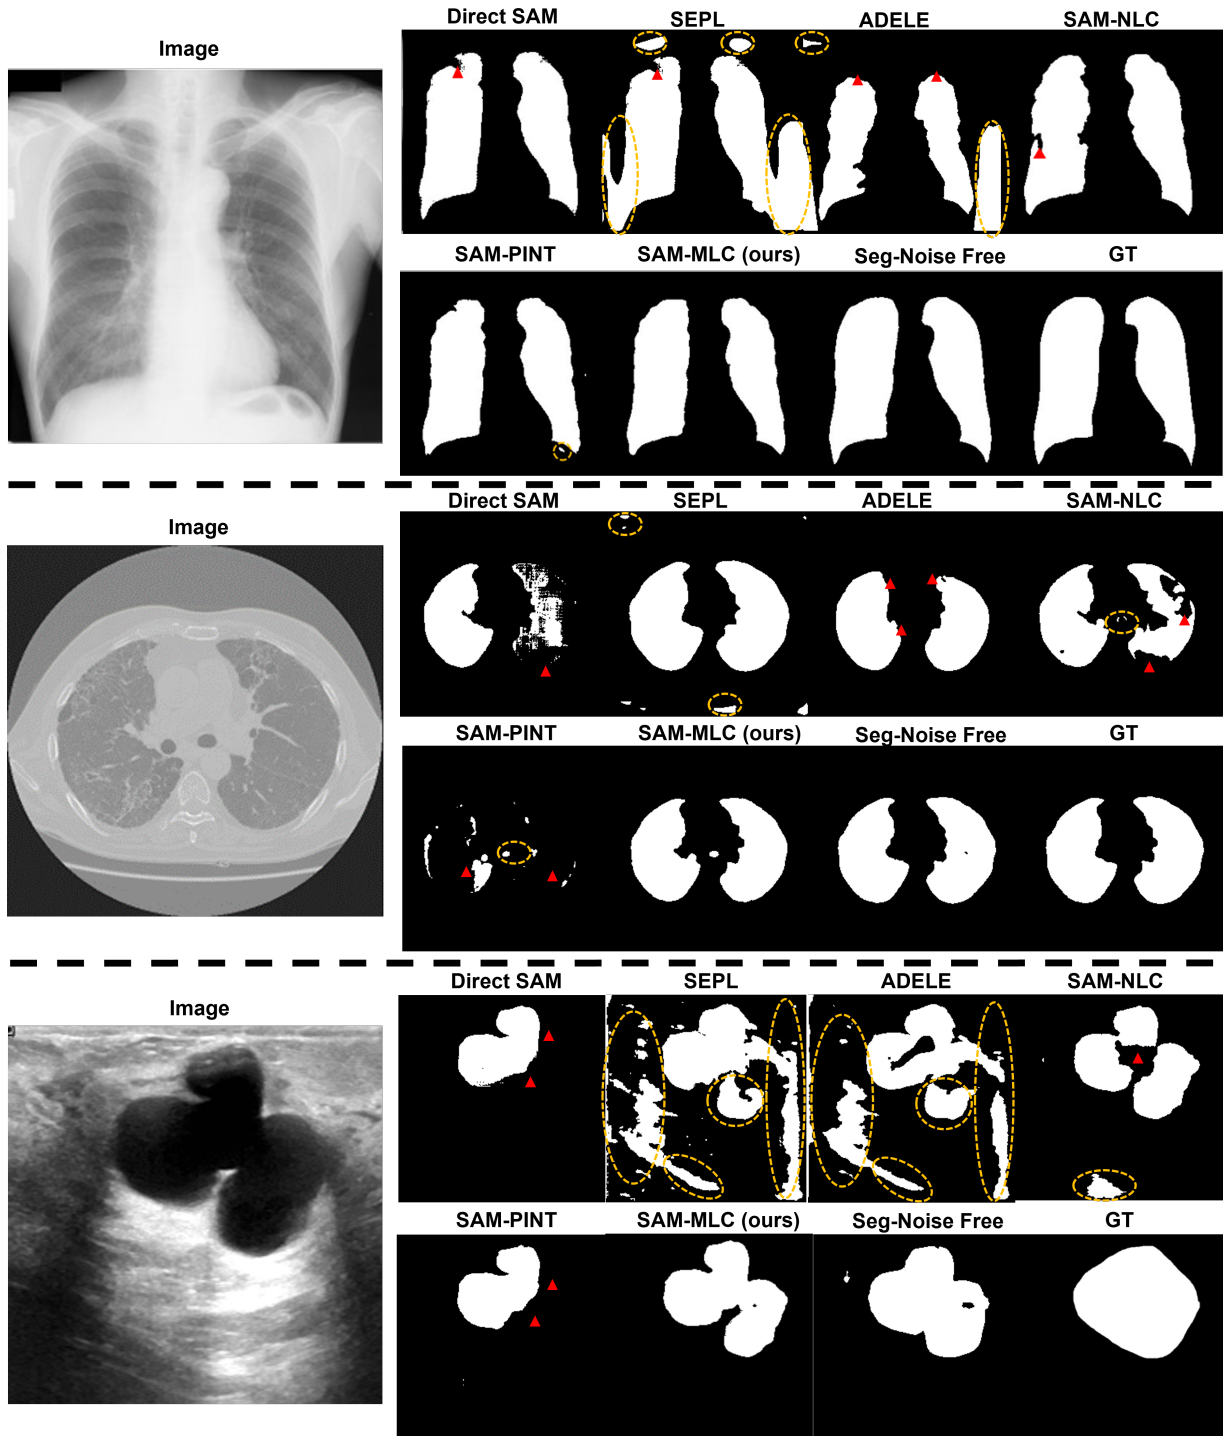 Image
Direct SAM
SEPL
ADELE
SAM-NLC
SAM-PINT
SAM-MLC (ours)
Seg-Noise Free
GT
Image
Direct SAM
SEPL
ADELE
SAM-NLC
SAM-PINT
SAM-MLC (ours)
Seg-Noise Free
GT
Image
Direct SAM
SEPL
ADELE
SAM-NLC
SAM-PINT
SAM-MLC (ours)
Seg-Noise Free
GT